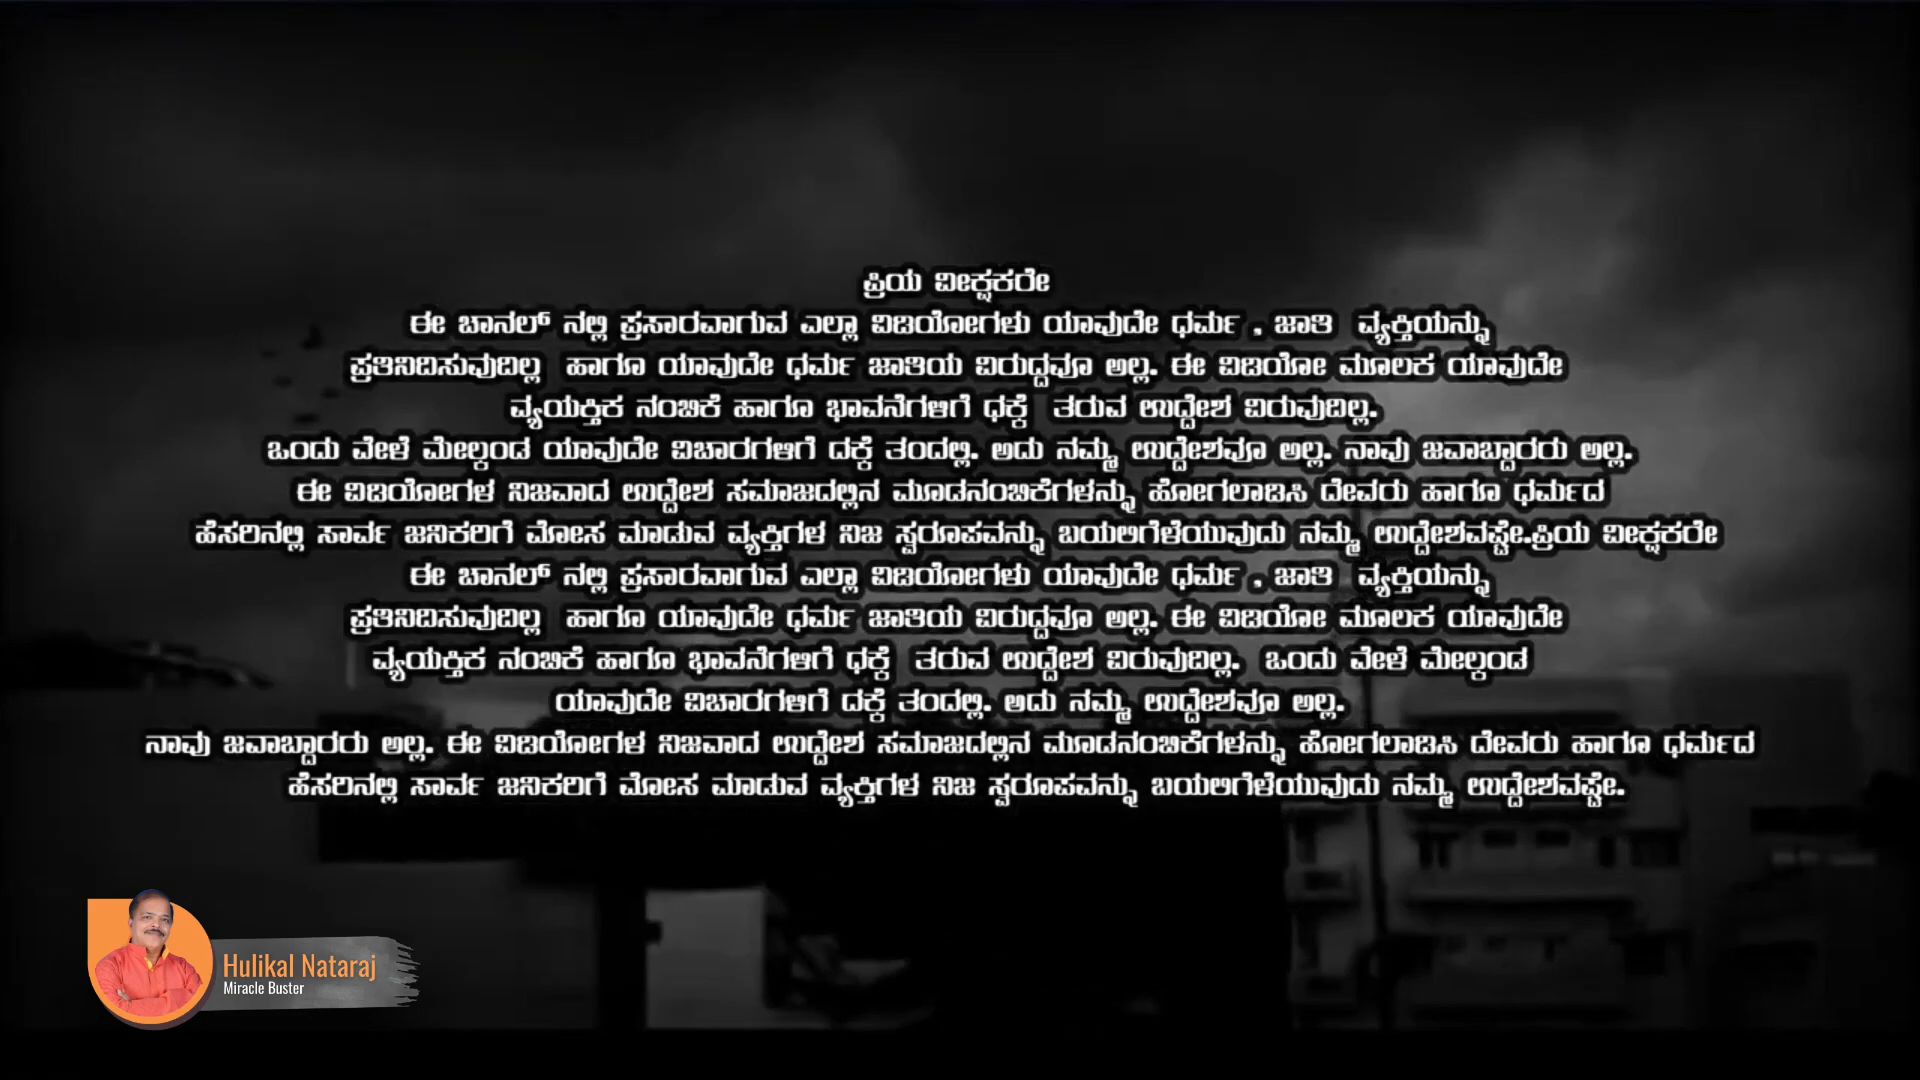 ಪ್ರಿಯ ವೀಕ್ಷಕರೇ
ಈ ಚಾನಲ್ ನಲ್ಲಿ ಪ್ರಸಾರವಾಗುವ ಎಲ್ಲಾ ವಿಡಿಯೋಗಳು ಯಾವುದೇ ಧರ್ಮ , ಜಾತಿ ವ್ಯಕ್ತಿಯನ್ನು
ಪ್ರತಿನಿದಿಸುವುದಿಲ್ಲ ಹಾಗೂ ಯಾವುದೇ ಧರ್ಮ ಜಾತಿಯ ವಿರುದ್ದವೂ ಅಲ್ಲ. ಈ ವಿಡಿಯೋ ಮೂಲಕ ಯಾವುದೇ
ವ್ಯಯಕ್ತಿಕ ನಂಬಿಕೆ ಹಾಗೂ ಭಾವನೆಗಳಿಗೆ ಧಕ್ಕೆ ತರುವ ಉದ್ದೇಶ ವಿರುವುದಿಲ್ಲ.
ಒಂದು ವೇಳೆ ಮೇಲ್ಕಂಡ ಯಾವುದೇ ವಿಚಾರಗಳಿಗೆ ದಕ್ಕೆ ತಂದಲ್ಲಿ. ಅದು ನಮ್ಮ ಉದ್ದೇಶವೂ ಅಲ್ಲ. ನಾವು ಜವಾಬ್ದಾರರು ಅಲ್ಲ.
ಈ ವಿಡಿಯೋಗಳ ನಿಜವಾದ ಉದ್ದೇಶ ಸಮಾಜದಲ್ಲಿನ ಮೂಡನಂಬಿಕೆಗಳನ್ನು ಹೋಗಲಾಡಿಸಿ ದೇವರು ಹಾಗೂ ಧರ್ಮದ
ಹೆಸರಿನಲ್ಲಿ ಸಾರ್ವ ಜನಿಕರಿಗೆ ಮೋಸ ಮಾಡುವ ವ್ಯಕ್ತಿಗಳ ನಿಜ ಸ್ವರೂಪವನ್ನು ಬಯಲಿಗೆಳೆಯುವುದು ನಮ್ಮ ಉದ್ದೇಶವಷ್ಟೇ.ಪ್ರಿಯ ವೀಕ್ಷಕರೇ
ಈ ಚಾನಲ್ ನಲ್ಲಿ ಪ್ರಸಾರವಾಗುವ ಎಲ್ಲಾ ವಿಡಿಯೋಗಳು ಯಾವುದೇ ಧರ್ಮ , ಜಾತಿ ವ್ಯಕ್ತಿಯನ್ನು
ಪ್ರತಿನಿದಿಸುವುದಿಲ್ಲ ಹಾಗೂ ಯಾವುದೇ ಧರ್ಮ ಜಾತಿಯ ವಿರುದ್ದವೂ ಅಲ್ಲ. ಈ ವಿಡಿಯೋ ಮೂಲಕ ಯಾವುದೇ
ವ್ಯಯಕ್ತಿಕ ನಂಬಿಕೆ ಹಾಗೂ ಭಾವನೆಗಳಿಗೆ ಧಕ್ಕೆ ತರುವ ಉದ್ದೇಶ ವಿರುವುದಿಲ್ಲ. ಒಂದು ವೇಳೆ ಮೇಲ್ಕಂಡ
ಯಾವುದೇ ವಿಚಾರಗಳಿಗೆ ದಕ್ಕೆ ತಂದಲ್ಲಿ. ಅದು ನಮ್ಮ ಉದ್ದೇಶವೂ ಅಲ್ಲ.
ನಾವು ಜವಾಬ್ದಾರರು ಅಲ್ಲ. ಈ ವಿಡಿಯೋಗಳ ನಿಜವಾದ ಉದ್ದೇಶ ಸಮಾಜದಲ್ಲಿನ ಮೂಡನಂಬಿಕೆಗಳನ್ನು ಹೋಗಲಾಡಿಸಿ ದೇವರು ಹಾಗೂ ಧರ್ಮದ
ಹೆಸರಿನಲ್ಲಿ ಸಾರ್ವ ಜನಿಕರಿಗೆ ಮೋಸ ಮಾಡುವ ವ್ಯಕ್ತಿಗಳ ನಿಜ ಸ್ವರೂಪವನ್ನು ಬಯಲಿಗೆಳೆಯುವುದು ನಮ್ಮ ಉದ್ದೇಶವಷ್ಟೇ.
Hulikal Nataraj
Miracle Buster